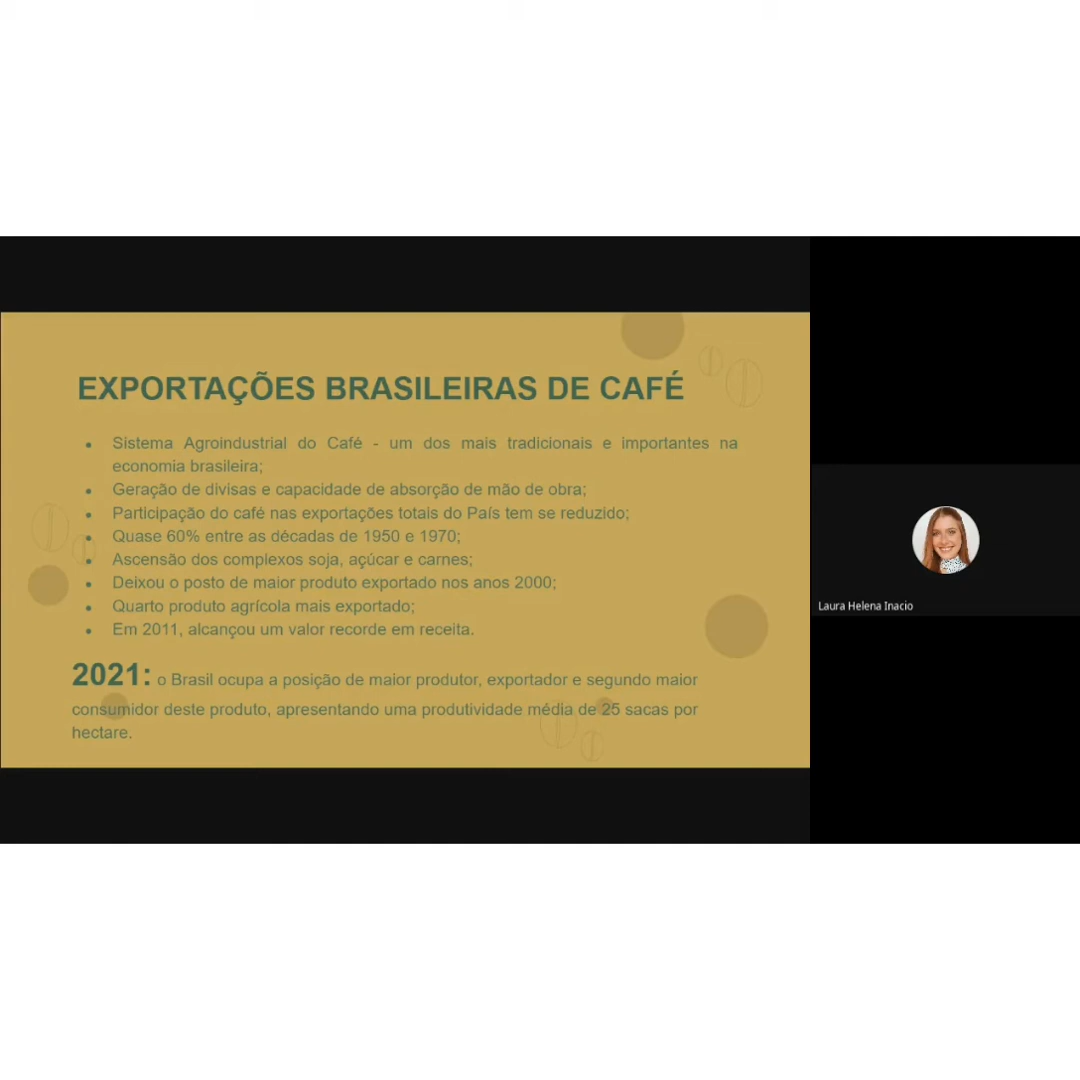 EXPORTAÇÕES BRASILEIRAS DE CAFÉ
• Sistema Agroindustrial do Café - um dos mais tradicionais e importantes na
economia brasileira;
• Geração de divisas e capacidade de absorção de mão de obra;
• Participação do café nas exportações totais do País tem se reduzido;
• Quase 60% entre as décadas de 1950 e 1970;
• Ascensão dos complexos soja, açúcar e carnes;
• Deixou o posto de maior produto exportado nos anos 2000;
• Quarto produto agrícola mais exportado;
• Em 2011, alcançou um valor recorde em receita.
2021: o Brasil ocupa a posição de maior produtor, exportador e segundo maior
consumidor deste produto, apresentando uma produtividade média de 25 sacas por
hectare.
Laura Helena Inacio